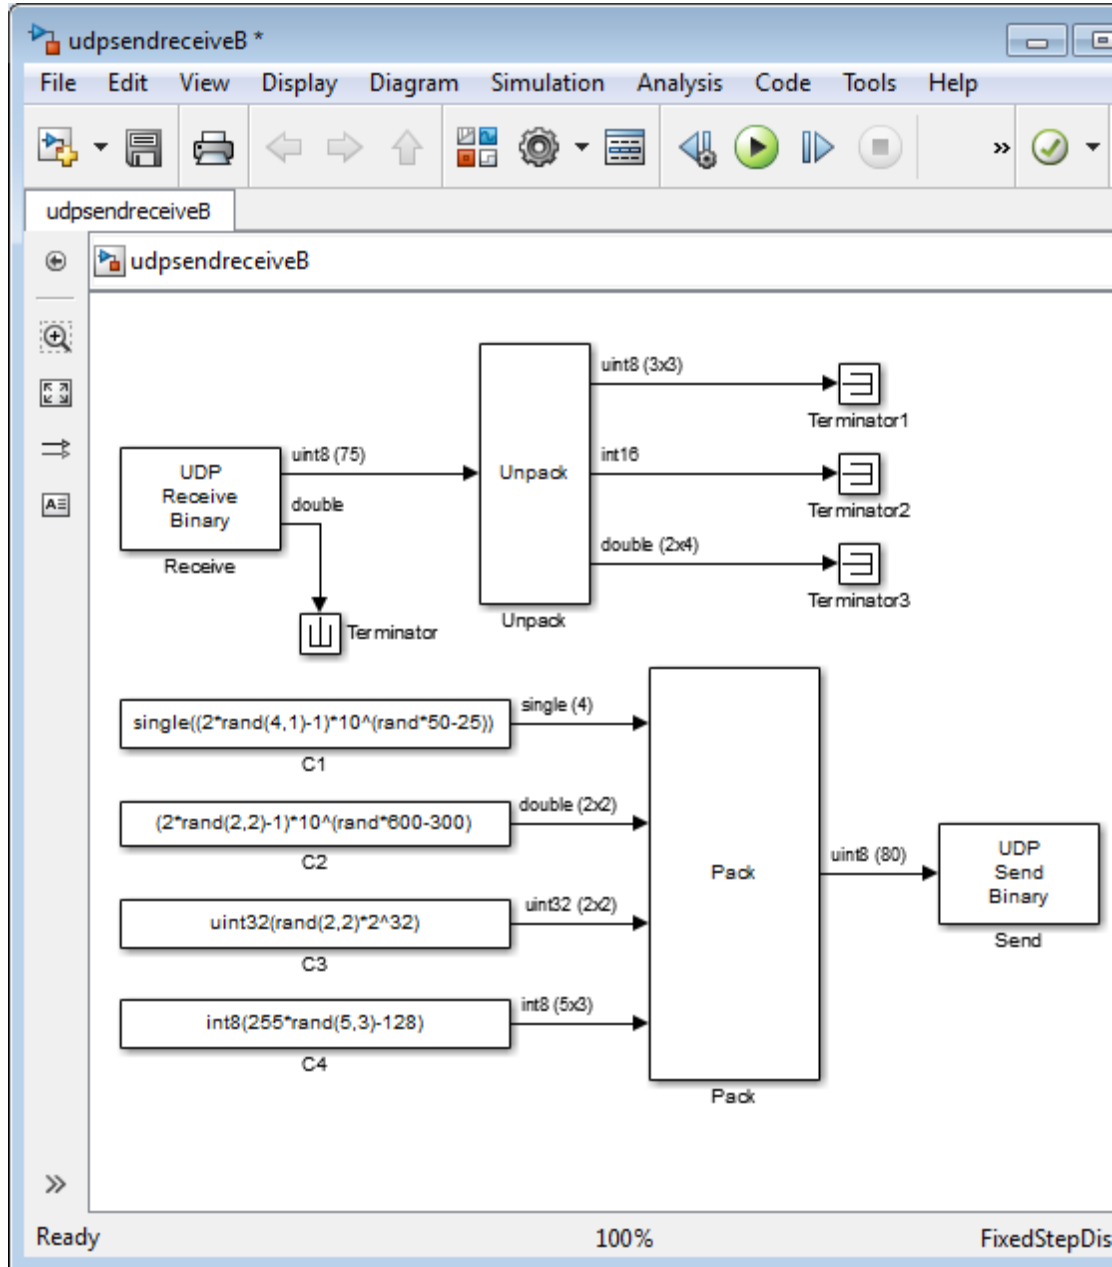 udpsendreceiveB *
File Edit View Display Diagram Simulation Analysis Code Tools Help
udpsendreceiveB
udpsendreceiveB
uint8 (3x3)
Terminator1
UDP
Receive
Binary
Receive
uint8 (75)
double
Terminator
Unpack
Unpack
int16
Terminator2
double (2x4)
Terminator3
single((2*rand(4,1)-1)*10^(rand*50-25))
C1
single (4)
(2*rand(2,2)-1)*10^(rand*600-300)
C2
double (2x2)
uint32(rand(2,2)*2^32)
C3
uint32 (2x2)
int8(255*rand(5,3)-128)
C4
int8 (5x3)
Pack
Pack
uint8 (80)
UDP
Send
Binary
Send
Ready 100% FixedStepDis